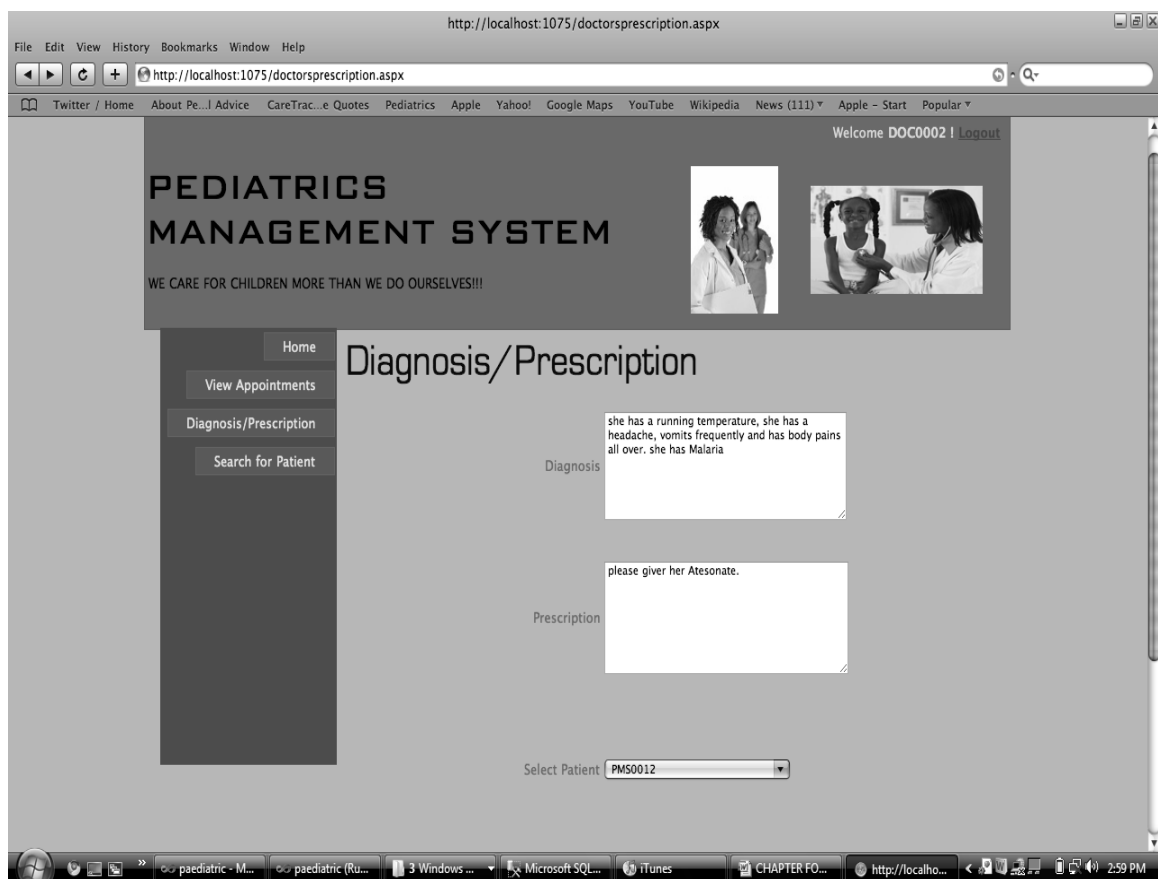 http://localhost:1075/doctorsprescription.aspx
File Edit View History Bookmarks Window Help
http://localhost:1075/doctorsprescription.aspx
Twitter / Home About Pe...l Advice CareTrac...e Quotes Pediatrics Apple Yahoo! Google Maps YouTube Wikipedia News (111) Apple - Start Popular
Welcome DOC0002 ! Logout
PEDIATRICS
MANAGEMENT SYSTEM
WE CARE FOR CHILDREN MORE THAN WE DO OURSELVES!!!
Home
View Appointments
Diagnosis/Prescription
Search for Patient
Diagnosis/Prescription
Diagnosis
she has a running temperature, she has a
headache, vomits frequently and has body pains
all over. she has Malaria
Prescription
please giver her Atesonate.
Select Patient PMS0012
paediatric - M... paediatric (Ru... 3 Windows ... Microsoft SQL... iTunes CHAPTER FO... http://localho... 2:59 PM